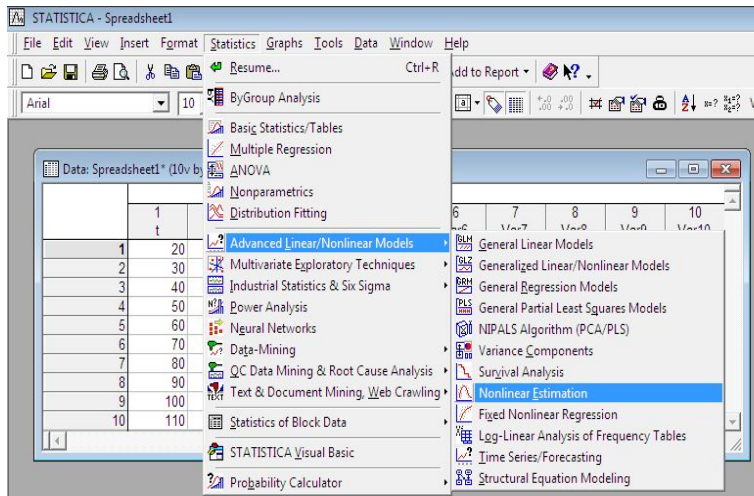 STATISTICA - Spreadsheet1
File Edit View Insert Format Statistics Graphs Tools Data Window Help
Resume... Ctrl+R
Add to Report
Arial 10
ByGroup Analysis
Basic Statistics/Tables
Multiple Regression
ANOVA
Nonparametrics
Distribution Fitting
Advanced Linear/Nonlinear Models
Multivariate Exploratory Techniques
Industrial Statistics & Six Sigma
Power Analysis
Neural Networks
Data-Mining
QC Data Mining & Root Cause Analysis
Text & Document Mining, Web Crawling
Statistics of Block Data
STATISTICA Visual Basic
Probability Calculator
General Linear Models
Generalized Linear/Nonlinear Models
General Regression Models
General Partial Least Squares Models
NIPALS Algorithm (PCA/PLS)
Variance Components
Survival Analysis
Nonlinear Estimation
Fixed Nonlinear Regression
Log-Linear Analysis of Frequency Tables
Time Series/Forecasting
Structural Equation Modeling
Data: Spreadsheet1* (10v by
1 6 7 8 9 10
t Var7 Var8 Var9 Var10
1 20
2 30
3 40
4 50
5 60
6 70
7 80
8 90
9 100
10 110